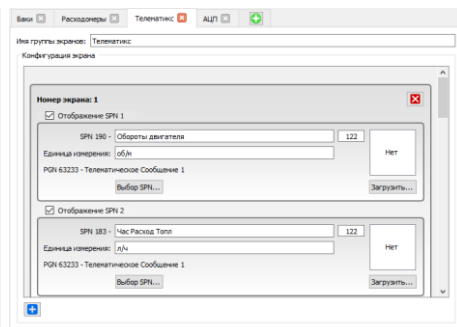 Баки Расходомеры Телематикс АЦП
Имя группы экранов: Телематикс
Конфигурация экрана
Номер экрана: 1
Отображение SPN 1
SPN 190 - Обороты двигателя 122
Единица измерения: об/м Нет
PGN 63233 - Телематическое Сообщение 1
Выбор SPN... Загрузить...
Отображение SPN 2
SPN 183 - Час Расход Топл 122
Единица измерения: л/ч Нет
PGN 63233 - Телематическое Сообщение 1
Выбор SPN... Загрузить...